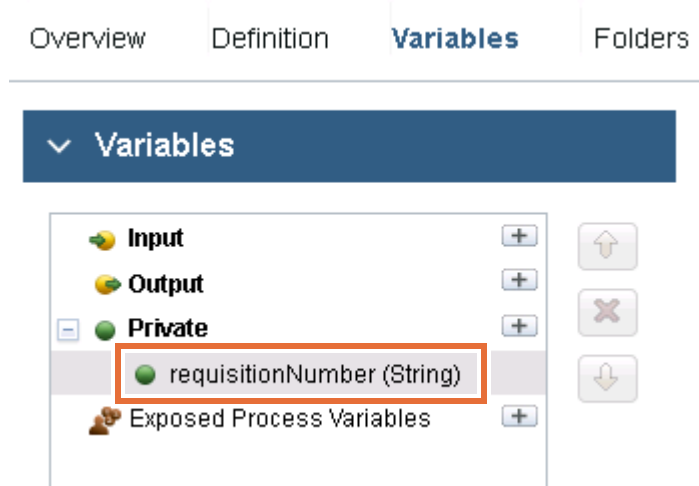 Overview Definition Variables Folders
Variables
Input
Output
Private
requisitionNumber (String)
Exposed Process Variables